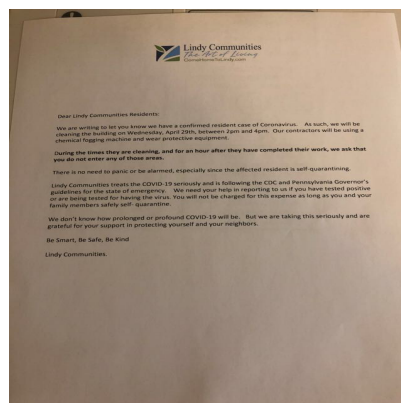 Lindy Communities
The Art of Living
ComeHomeToLindy.com
Dear Lindy Communities Residents:
We are writing to let you know we have a confirmed resident case of Coronavirus. As such, we will be
cleaning the building on Wednesday, April 29th, between 2pm and 4pm. Our contractors will be using a
chemical fogging machine and wear protective equipment.
During the times they are cleaning, and for an hour after they have completed their work, we ask that
you do not enter any of those areas.
There is no need to panic or be alarmed, especially since the affected resident is self-quarantining.
Lindy Communities treats the COVID-19 seriously and is following the CDC and Pennsylvania Governor's
guidelines for the state of emergency. We need your help in reporting to us if you have tested positive
or are being tested for having the virus. You will not be charged for this expense as long as you and your
family members safely self- quarantine.
We don't know how prolonged or profound COVID-19 will be. But we are taking this seriously and are
grateful for your support in protecting yourself and your neighbors.
Be Smart, Be Safe, Be Kind
Lindy Communities.